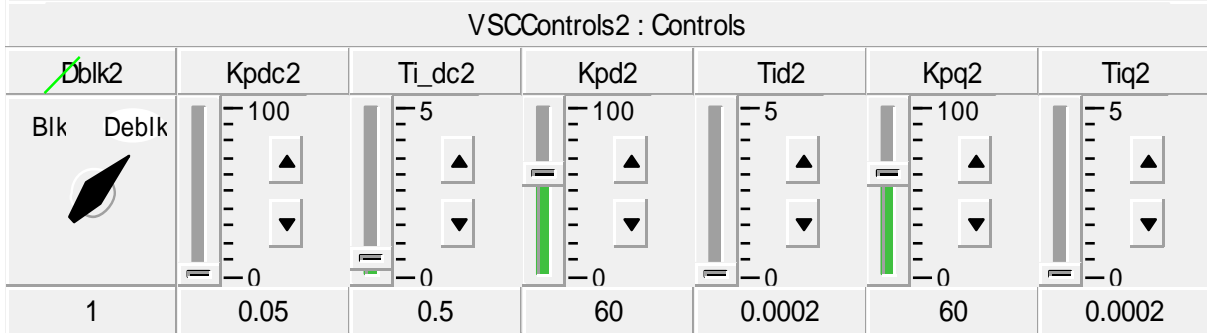 VSCControls2 : Controls
Dblk2 Kpdc2 Ti_dc2 Kpd2 Tid2 Kpq2 Tiq2
100 5 100 5 100 5
Blk Deblk
0 0 0 0 0 0
1 0.05 0.5 60 0.0002 60 0.0002